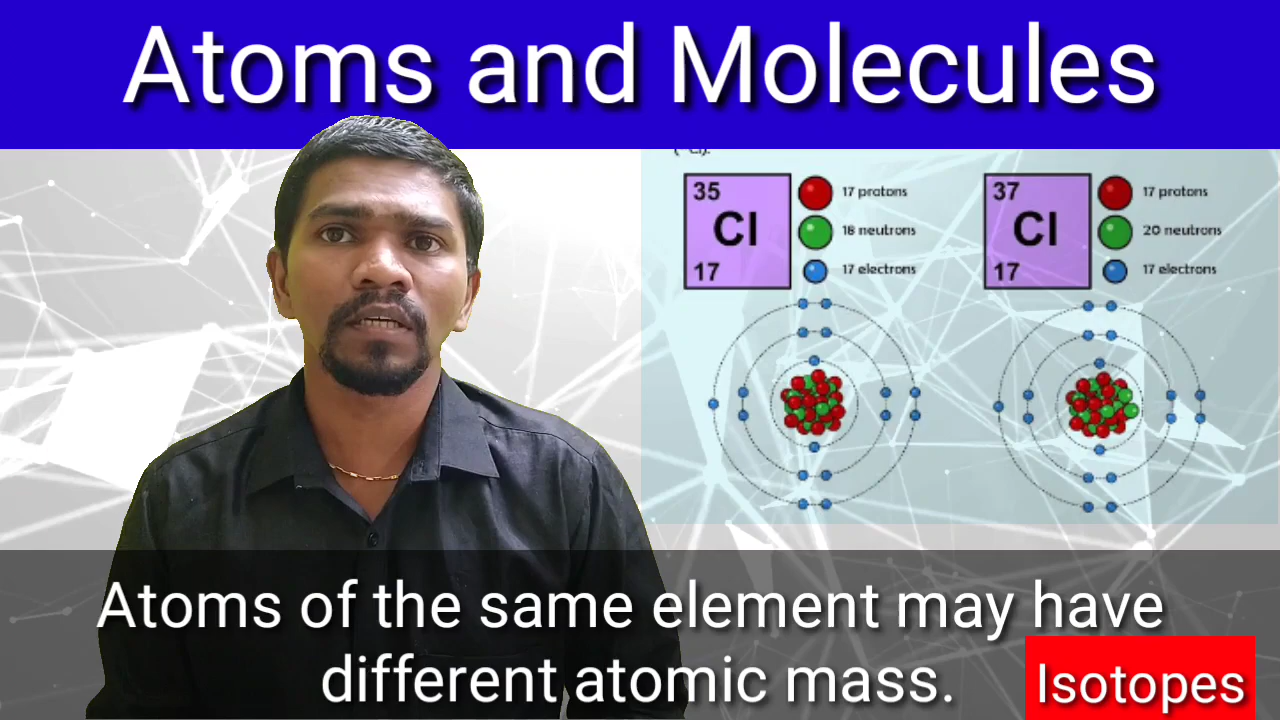 Atoms and Molecules
35
Cl
17
17 protons
18 neutrons
17 electrons
37
Cl
17
17 protons
20 neutrons
17 electrons
Atoms of the same element may have
different atomic mass.
Isotopes